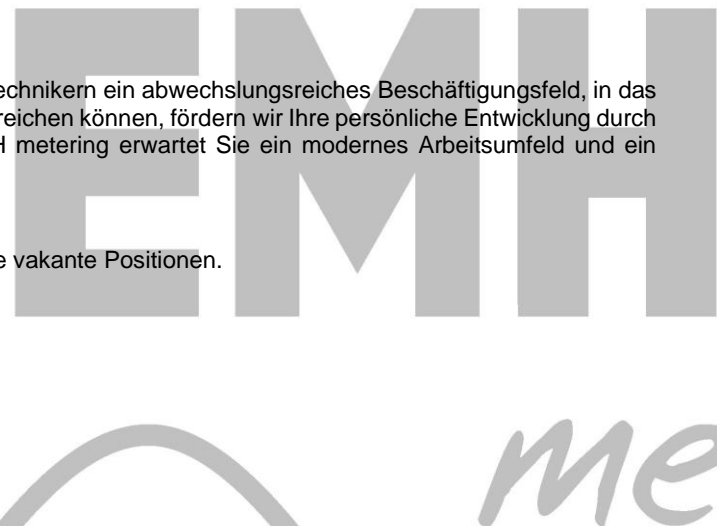 EMH
echnikern ein abwechslungsreiches Beschäftigungsfeld, in das
reichen können, fördern wir Ihre persönliche Entwicklung durch
H metering erwartet Sie ein modernes Arbeitsumfeld und ein
e vakante Positionen.
me